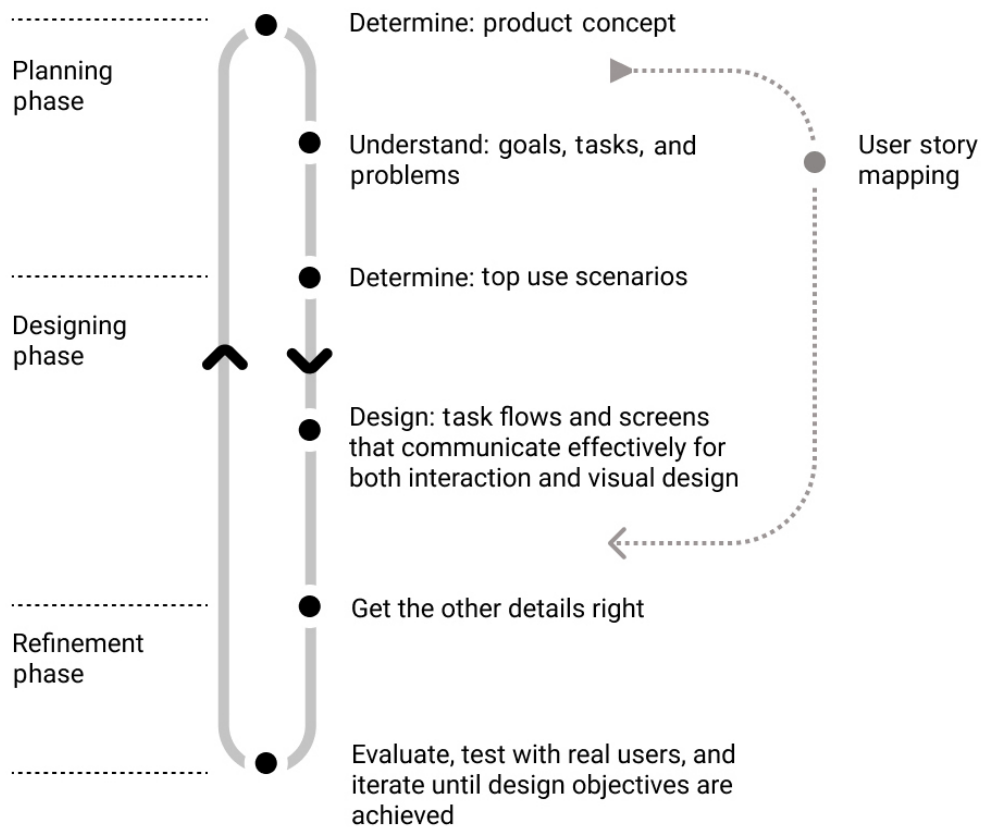 Determine: product concept
Planning
phase
Understand: goals, tasks, and
problems
User story
mapping
Determine: top use scenarios
Designing
phase
Design: task flows and screens
that communicate effectively for
both interaction and visual design
Get the other details right
Refinement
phase
Evaluate, test with real users, and
iterate until design objectives are
achieved